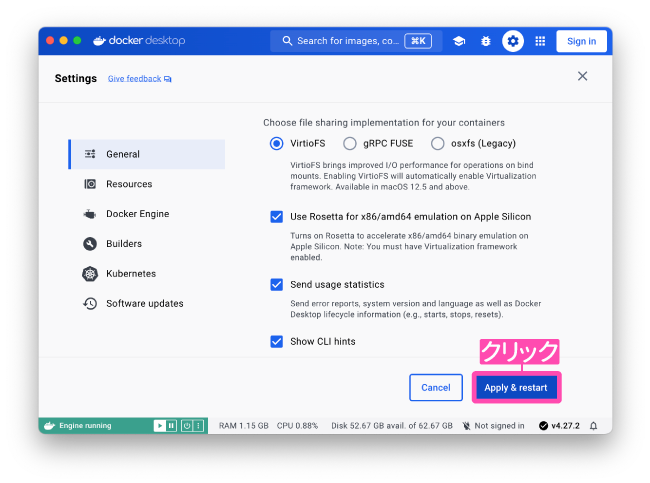 docker desktop
Search for images, co... ⌘K
Sign in
Settings
Give feedback
Choose file sharing implementation for your containers
VirtioFS gRPC FUSE osxfs (Legacy)
VirtioFS brings improved I/O performance for operations on bind
mounts. Enabling VirtioFS will automatically enable Virtualization
framework. Available in macOS 12.5 and above.
General
Resources
Docker Engine
Builders
Kubernetes
Software updates
Use Rosetta for x86/amd64 emulation on Apple Silicon
Turns on Rosetta to accelerate x86/amd64 binary emulation on
Apple Silicon. Note: You must have Virtualization framework
enabled.
Send usage statistics
Send error reports, system version and language as well as Docker
Desktop lifecycle information (e.g., starts, stops, resets).
Show CLI hints
クリック
Cancel
Apply & restart
Engine running
RAM 1.15 GB CPU 0.88% Disk 52.67 GB avail. of 62.67 GB Not signed in v4.27.2